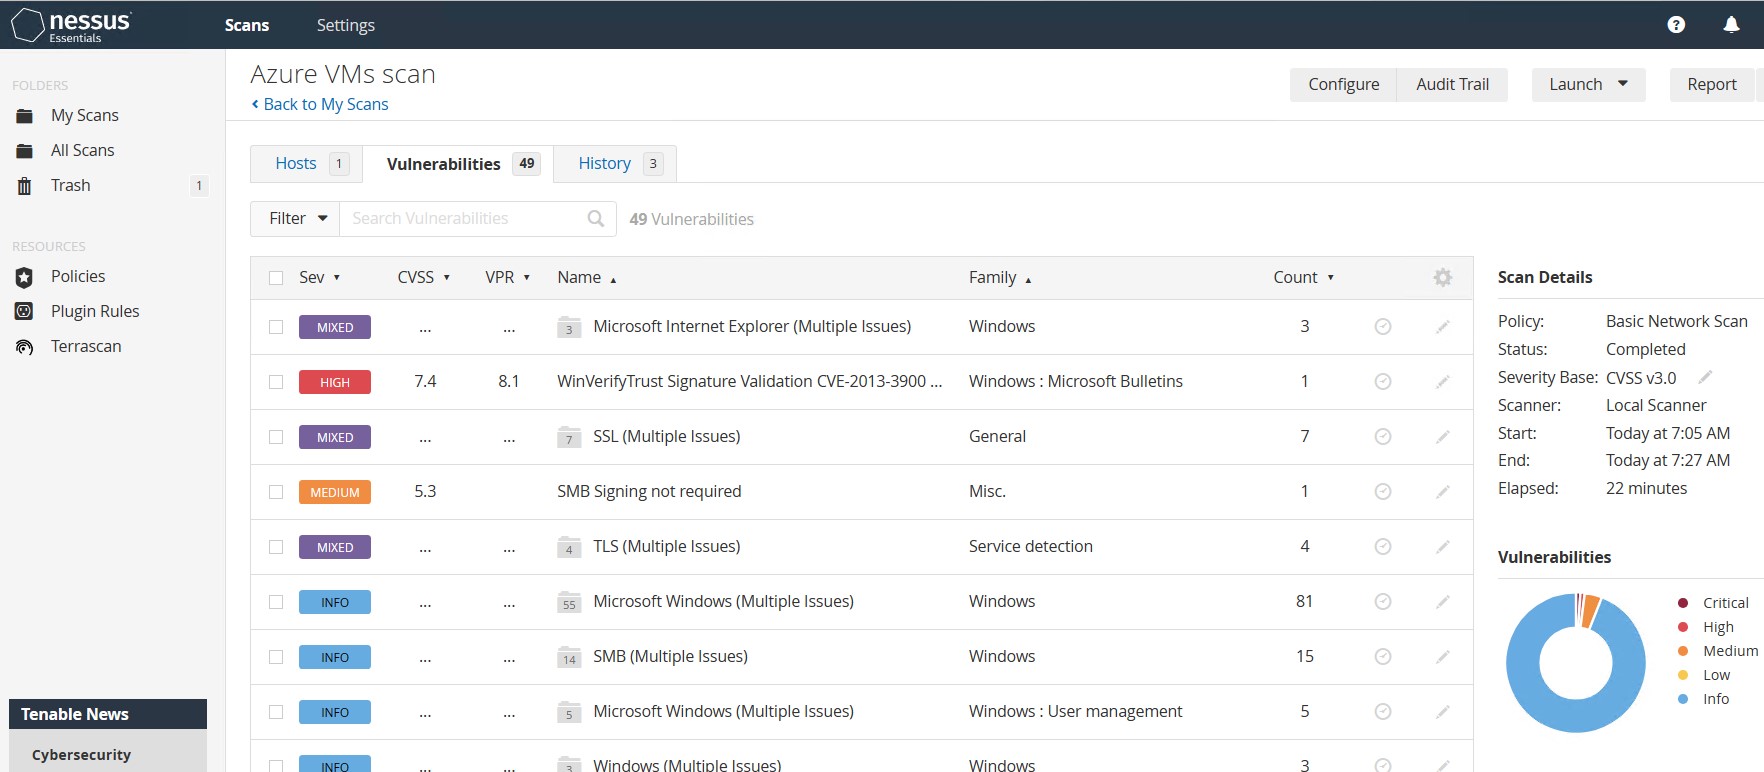 nessus
Essentials
Scans
Settings
FOLDERS
My Scans
All Scans
Trash 1
RESOURCES
Policies
Plugin Rules
Terrascan
Tenable News
Cybersecurity
Azure VMs scan
Back to My Scans
Configure
Audit Trail
Launch
Report
Hosts 1
Vulnerabilities 49
History 3
Filter
Search Vulnerabilities
49 Vulnerabilities
Sev CVSS VPR Name Family Count
MIXED ... ... 3 Microsoft Internet Explorer (Multiple Issues) Windows 3
HIGH 7.4 8.1 WinVerifyTrust Signature Validation CVE-2013-3900 ... Windows : Microsoft Bulletins 1
MIXED ... ... 7 SSL (Multiple Issues) General 7
MEDIUM 5.3 SMB Signing not required Misc. 1
MIXED ... ... 4 TLS (Multiple Issues) Service detection 4
INFO ... ... 55 Microsoft Windows (Multiple Issues) Windows 81
INFO ... ... 14 SMB (Multiple Issues) Windows 15
INFO ... ... 5 Microsoft Windows (Multiple Issues) Windows : User management 5
INFO ... ... 3 Windows (Multiple Issues) Windows 3
Scan Details
Policy: Basic Network Scan
Status: Completed
Severity Base: CVSS v3.0
Scanner: Local Scanner
Start: Today at 7:05 AM
End: Today at 7:27 AM
Elapsed: 22 minutes
Vulnerabilities
Critical
High
Medium
Low
Info